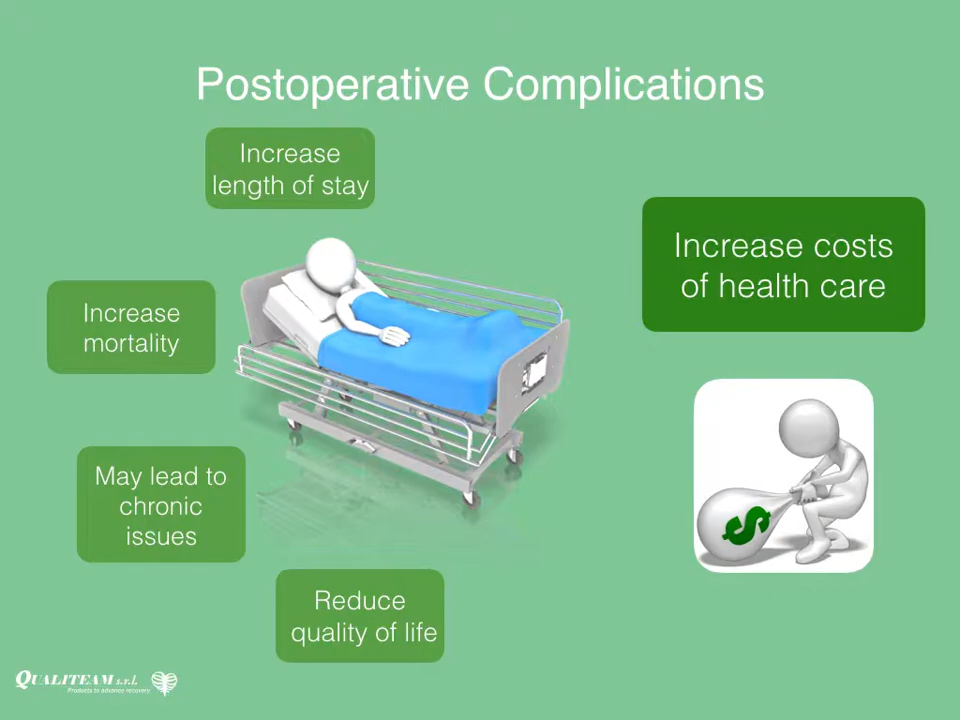 Postoperative Complications
Increase
length of stay
Increase costs
of health care
Increase
mortality
May lead to
chronic
issues
Reduce
quality of life
$
QUALITEAM s.r.l.
Products to advance recovery